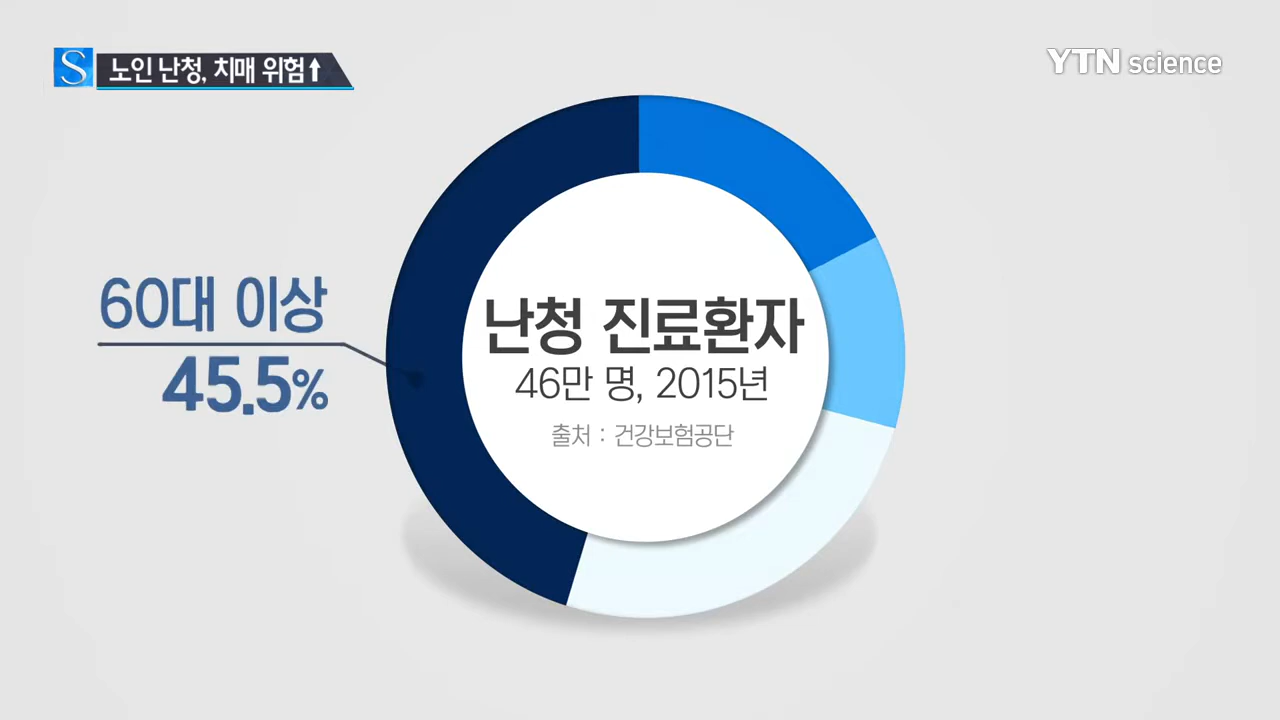 S 노인 난청, 치매 위험↑
YTN science
60대 이상
45.5%
난청 진료환자
46만 명, 2015년
출처 : 건강보험공단